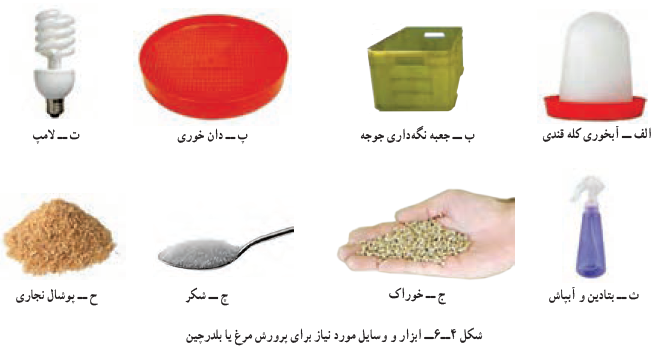 الف ــ آبخوری کله قندی
ب ــ جعبه نگه‌داری جوجه
پ ــ دان خوری
ت ــ لامپ
ث ــ بتادین و آبپاش
ج ــ خوراک
چ ــ شکر
ح ــ پوشال نجاری
شکل ۴ــ۶ــ ابزار و وسایل مورد نیاز برای پرورش مرغ یا بلدرچین